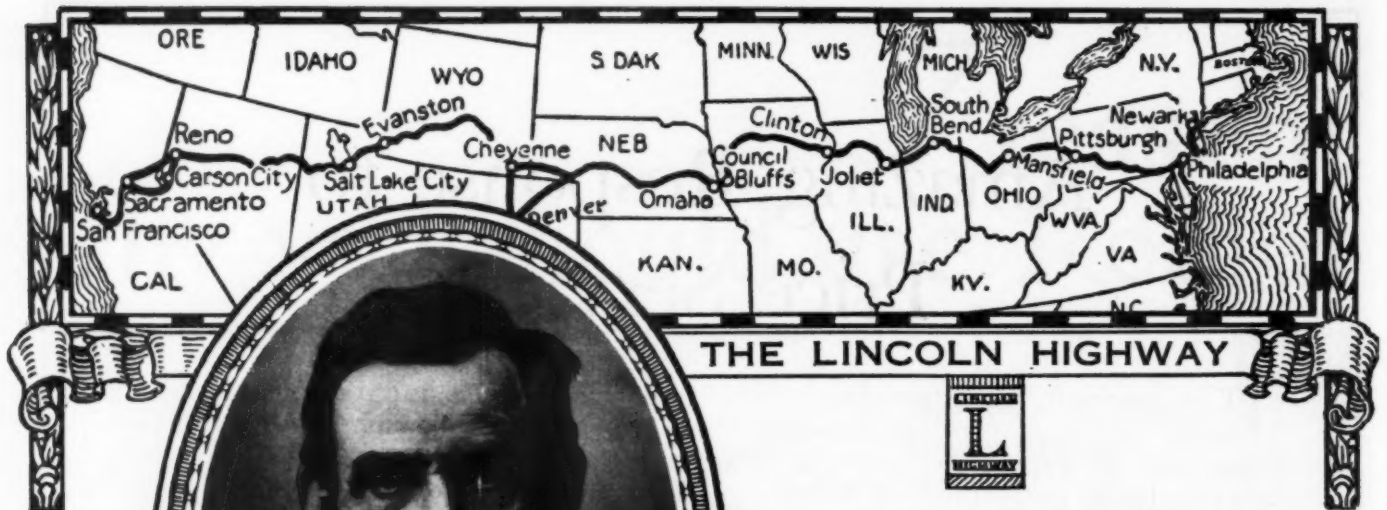 ORE
IDAHO
WYO
S. DAK
MINN.
WIS
MICH.
N.Y.
BOSTON
Reno
Evanston
Cheyenne
NEB
Clinton
South
Bend
Newark
Pittsburgh
Carson City
Salt Lake City
Council
Bluffs
Joliet
Mansfield
Philadelphia
Sacramento
UTAH
Denver
Omaha
ILL.
IND.
OHIO
W.VA
San Francisco
CAL
KAN.
MO.
KY.
VA
N.C.
THE LINCOLN HIGHWAY
L
HIGHWAY